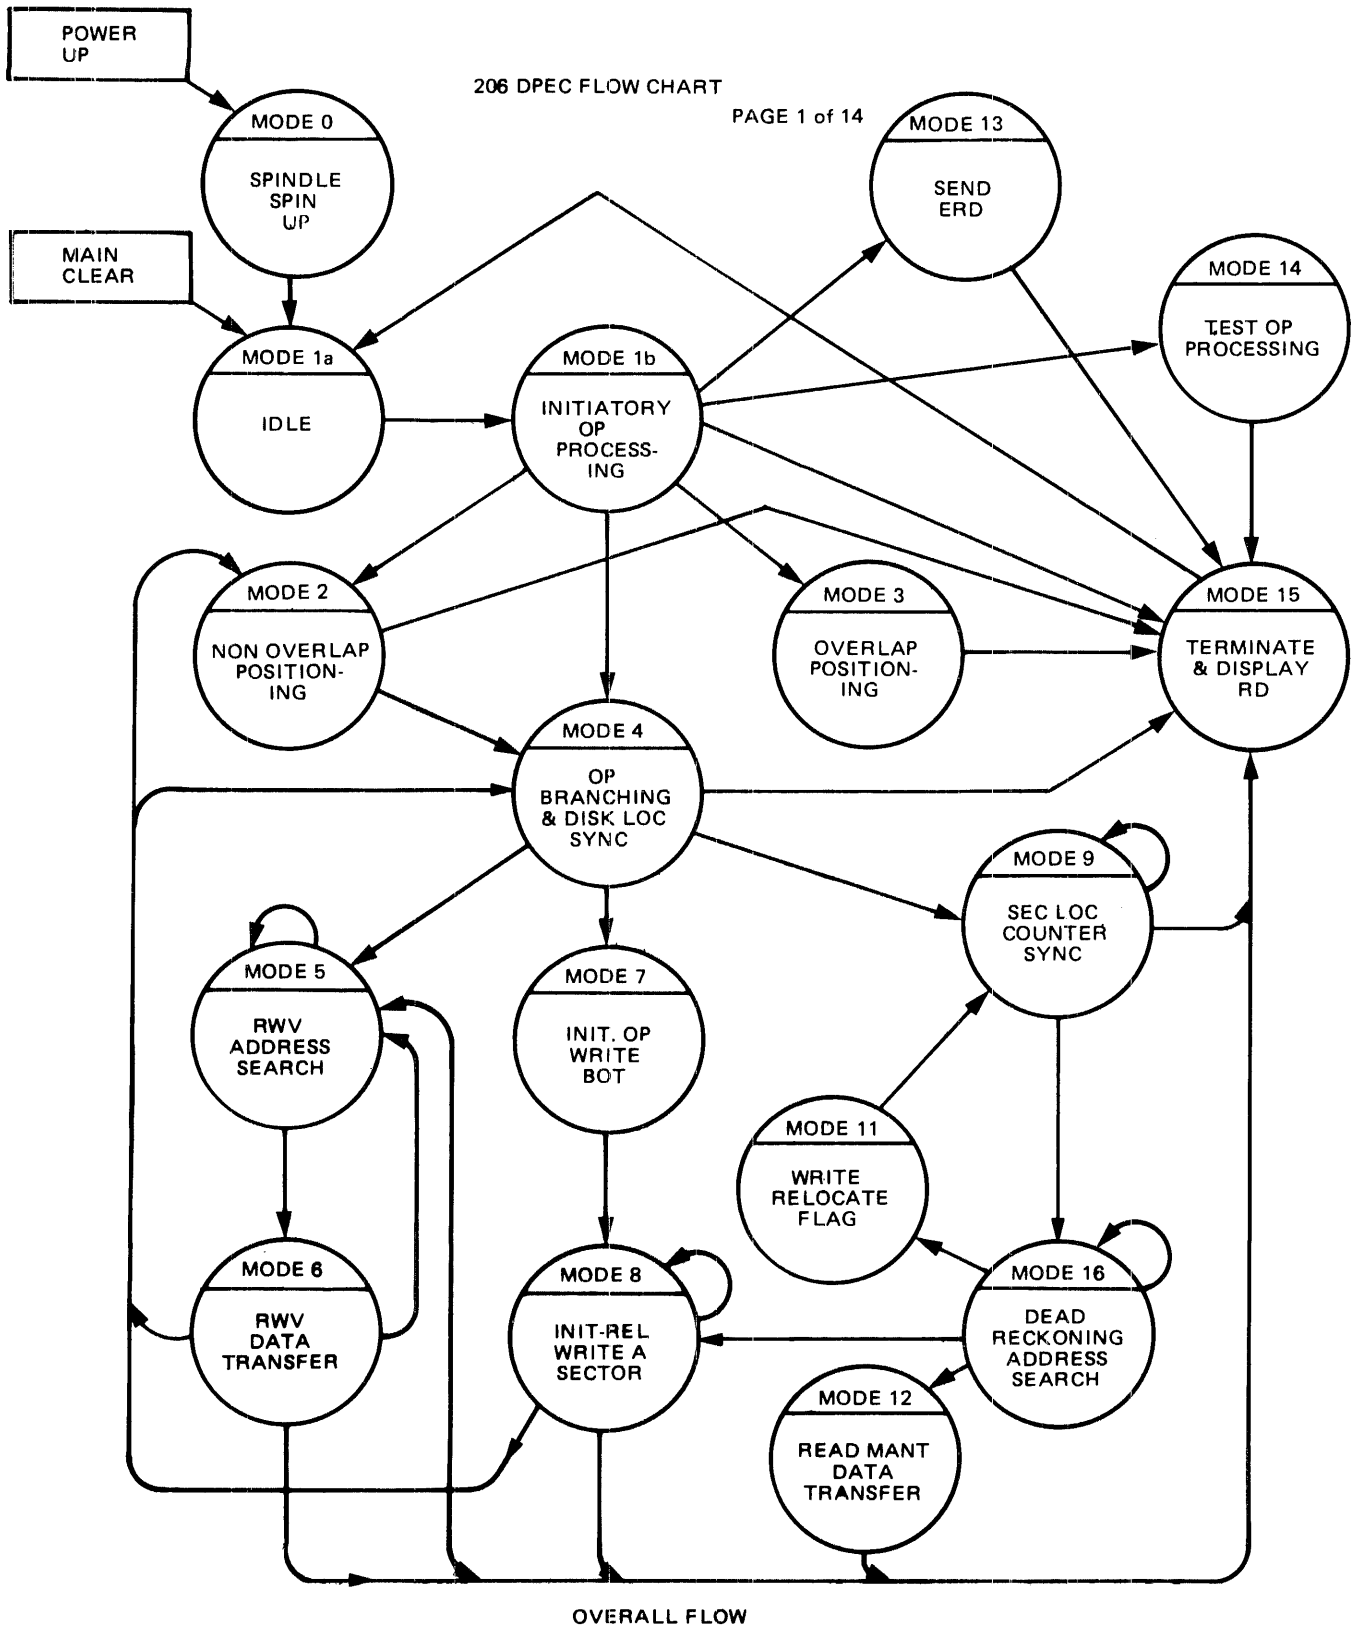 POWER
UP
206 DPEC FLOW CHART
PAGE 1 of 14
MODE 0
SPINDLE
SPIN
UP
MODE 13
SEND
ERD
MAIN
CLEAR
MODE 14
TEST OP
PROCESSING
MODE 1a
IDLE
MODE 1b
INITIATORY
OP
PROCESS-
ING
MODE 2
NON OVERLAP
POSITION-
ING
MODE 3
OVERLAP
POSITION-
ING
MODE 15
TERMINATE
& DISPLAY
RD
MODE 4
OP
BRANCHING
& DISK LOC
SYNC
MODE 9
SEC LOC
COUNTER
SYNC
MODE 5
RWV
ADDRESS
SEARCH
MODE 7
INIT. OP
WRITE
BOT
MODE 11
WRITE
RELOCATE
FLAG
MODE 6
RWV
DATA
TRANSFER
MODE 8
INIT-REL
WRITE A
SECTOR
MODE 16
DEAD
RECKONING
ADDRESS
SEARCH
MODE 12
READ MANT
DATA
TRANSFER
OVERALL FLOW